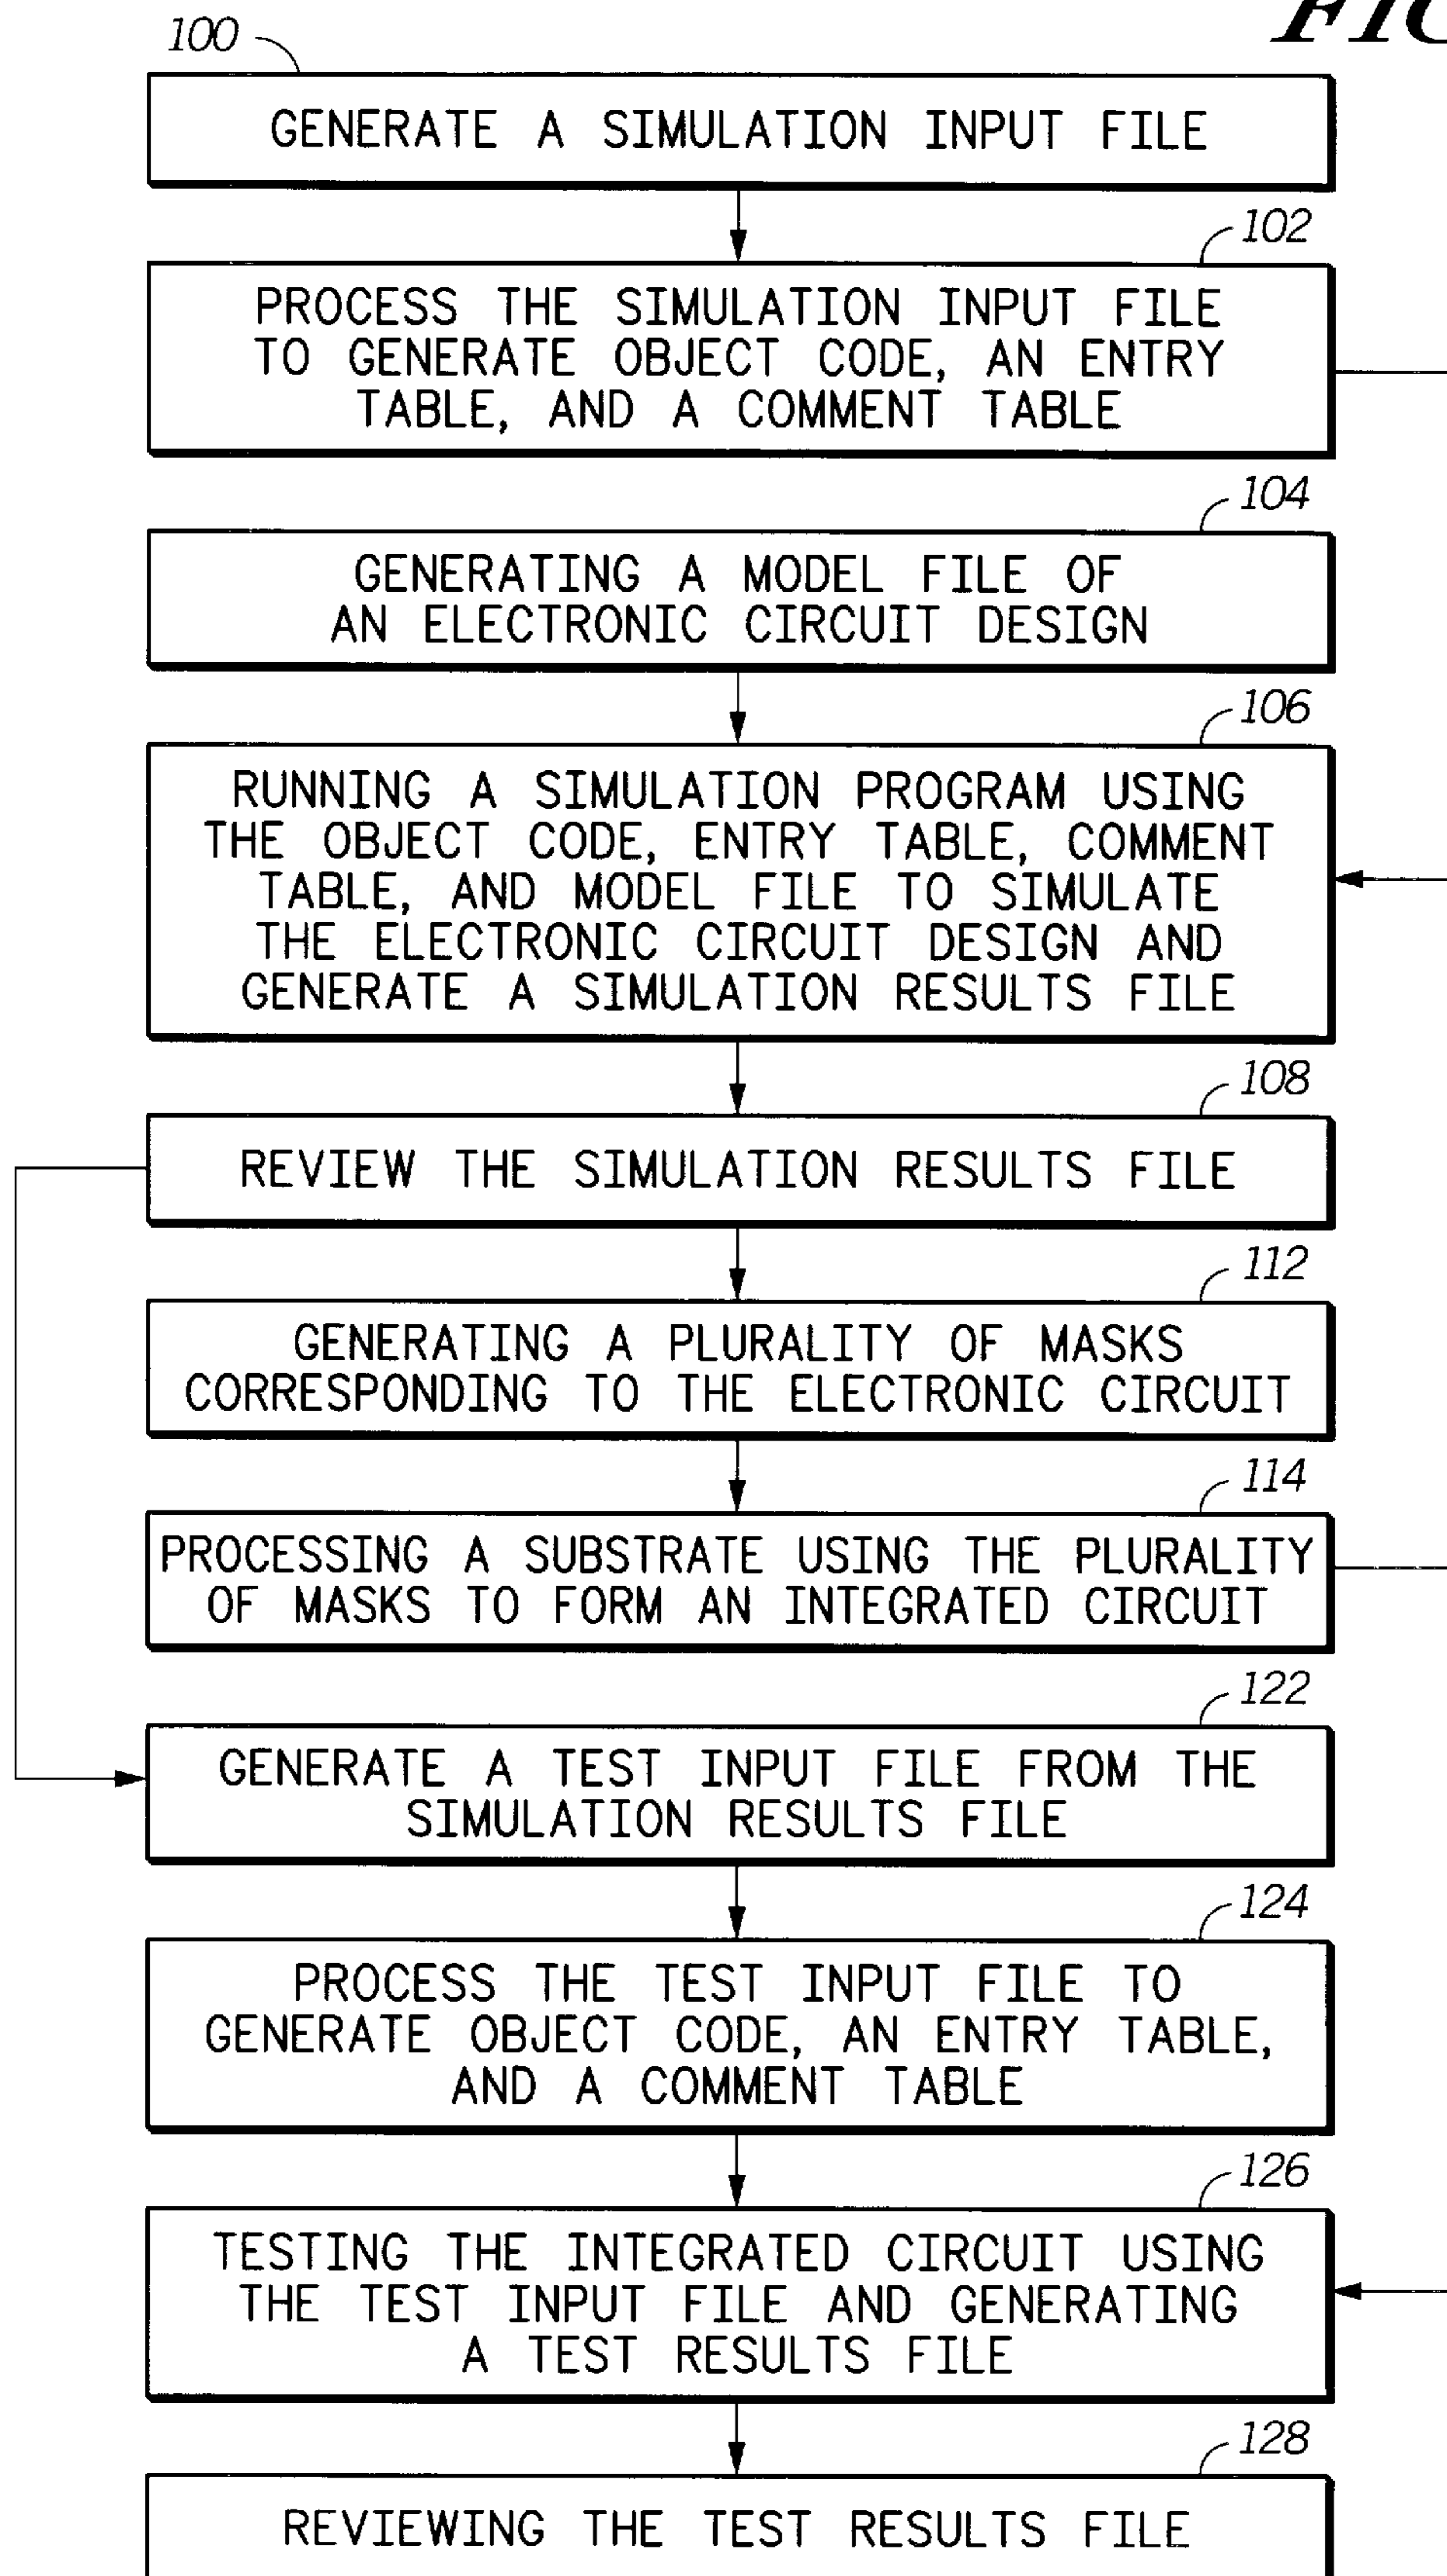 100
GENERATE A SIMULATION INPUT FILE
102
PROCESS THE SIMULATION INPUT FILE
TO GENERATE OBJECT CODE, AN ENTRY
TABLE, AND A COMMENT TABLE
104
GENERATING A MODEL FILE OF
AN ELECTRONIC CIRCUIT DESIGN
106
RUNNING A SIMULATION PROGRAM USING
THE OBJECT CODE, ENTRY TABLE, COMMENT
TABLE, AND MODEL FILE TO SIMULATE
THE ELECTRONIC CIRCUIT DESIGN AND
GENERATE A SIMULATION RESULTS FILE
108
REVIEW THE SIMULATION RESULTS FILE
112
GENERATING A PLURALITY OF MASKS
CORRESPONDING TO THE ELECTRONIC CIRCUIT
114
PROCESSING A SUBSTRATE USING THE PLURALITY
OF MASKS TO FORM AN INTEGRATED CIRCUIT
122
GENERATE A TEST INPUT FILE FROM THE
SIMULATION RESULTS FILE
124
PROCESS THE TEST INPUT FILE TO
GENERATE OBJECT CODE, AN ENTRY TABLE,
AND A COMMENT TABLE
126
TESTING THE INTEGRATED CIRCUIT USING
THE TEST INPUT FILE AND GENERATING
A TEST RESULTS FILE
128
REVIEWING THE TEST RESULTS FILE